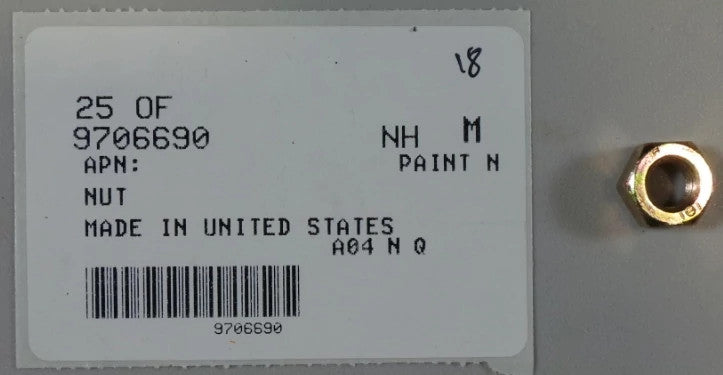 18
25 OF
9706690 NH M
APN: PAINT N
NUT
MADE IN UNITED STATES
A04 N Q
9706690